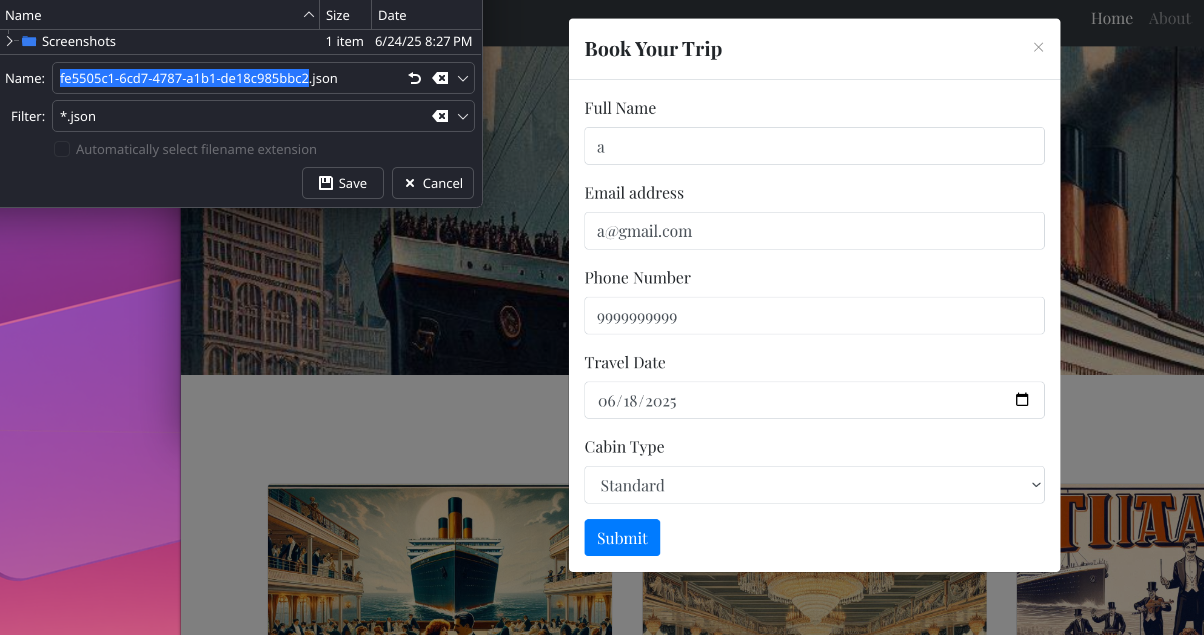 Name Size Date
Screenshots 1 item 6/24/25 8:27 PM
Name: fe5505c1-6cd7-4787-a1b1-de18c985bbc2.json
Filter: *.json
Automatically select filename extension
Save Cancel
Home About
Book Your Trip ×
Full Name
a
Email address
a@gmail.com
Phone Number
9999999999
Travel Date
06/18/2025
Cabin Type
Standard
Submit
TITA